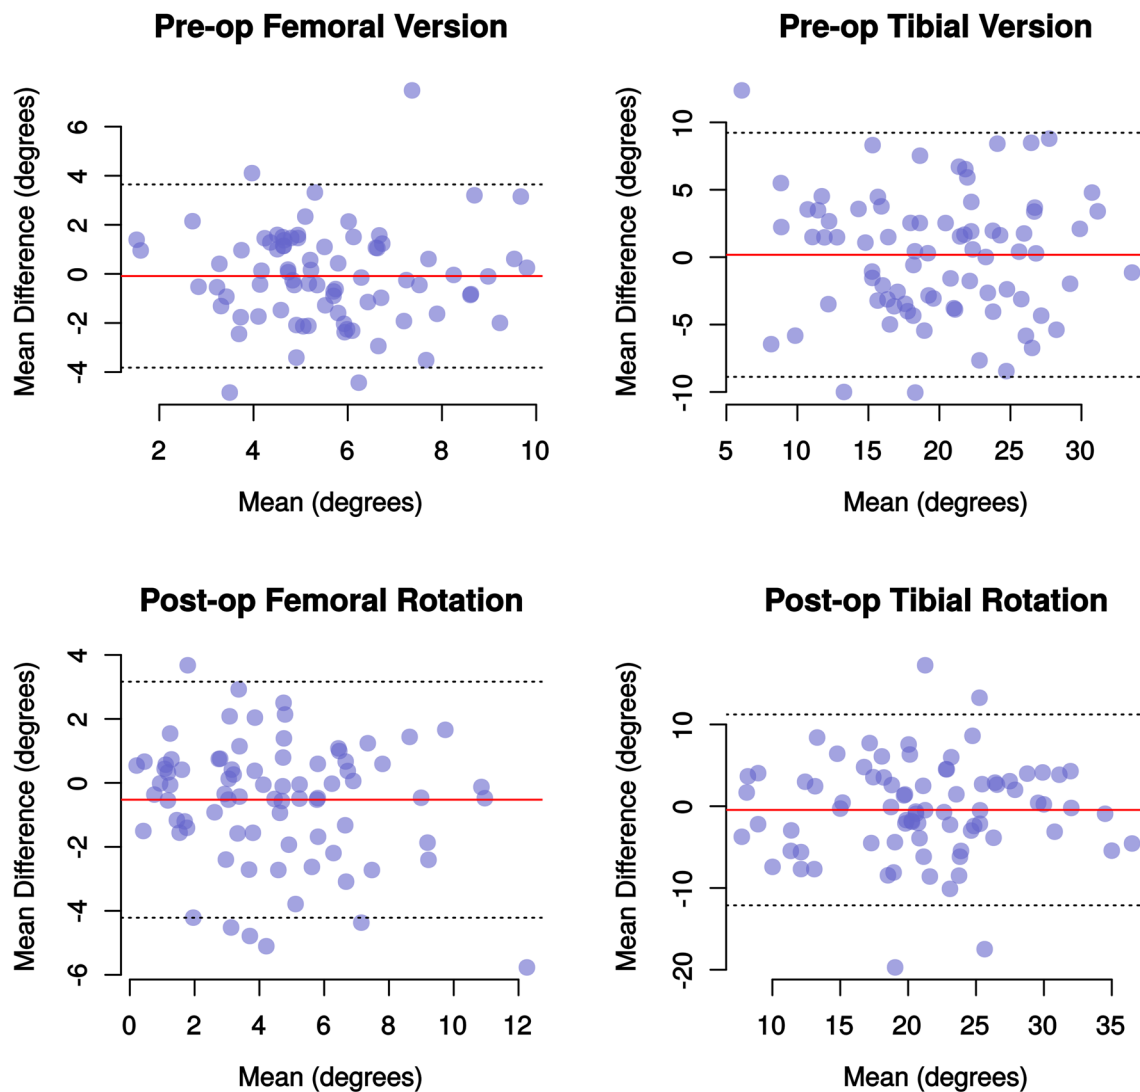 Pre-op Femoral Version
Mean Difference (degrees)
6
4
2
0
-2
-4
2 4 6 8 10
Mean (degrees)
Pre-op Tibial Version
Mean Difference (degrees)
10
5
0
-5
-10
5 10 15 20 25 30
Mean (degrees)
Post-op Femoral Rotation
Mean Difference (degrees)
4
2
0
-2
-4
-6
0 2 4 6 8 10 12
Mean (degrees)
Post-op Tibial Rotation
Mean Difference (degrees)
10
0
-10
-20
10 15 20 25 30 35
Mean (degrees)